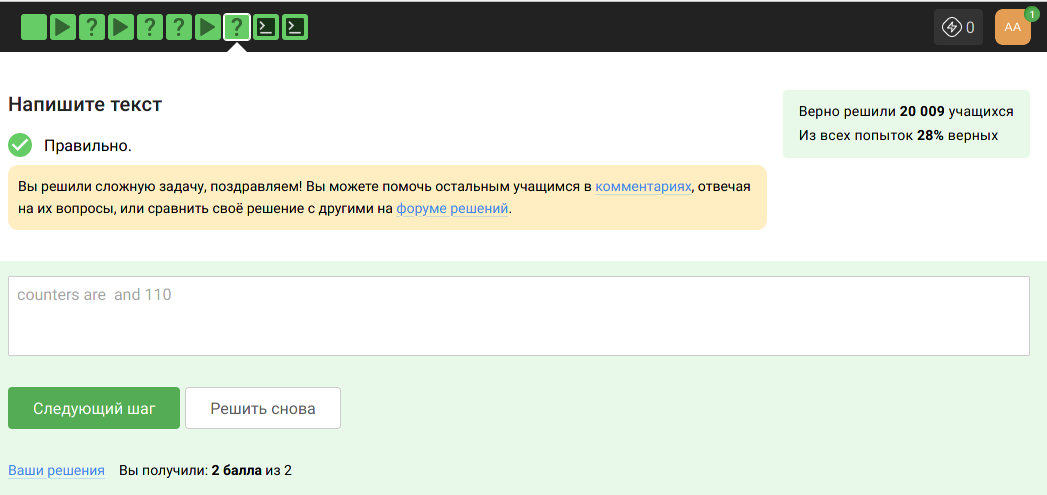 0
AA
1
Напишите текст
Правильно.
Вы решили сложную задачу, поздравляем! Вы можете помочь остальным учащимся в комментариях, отвечая
на их вопросы, или сравнить своё решение с другими на форуме решений.
Верно решили 20 009 учащихся
Из всех попыток 28% верных
counters are  and 110
Следующий шаг
Решить снова
Ваши решения
Вы получили: 2 балла из 2